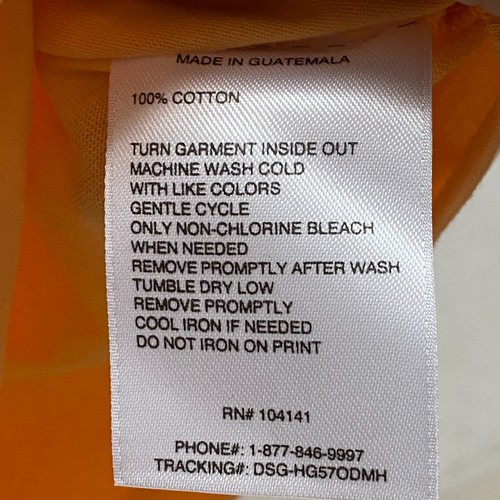 MADE IN GUATEMALA
100% COTTON
TURN GARMENT INSIDE OUT
MACHINE WASH COLD
WITH LIKE COLORS
GENTLE CYCLE
ONLY NON-CHLORINE BLEACH
WHEN NEEDED
REMOVE PROMPTLY AFTER WASH
TUMBLE DRY LOW
REMOVE PROMPTLY
COOL IRON IF NEEDED
DO NOT IRON ON PRINT
RN# 104141
PHONE#: 1-877-846-9997
TRACKING#: DSG-HG57ODMH